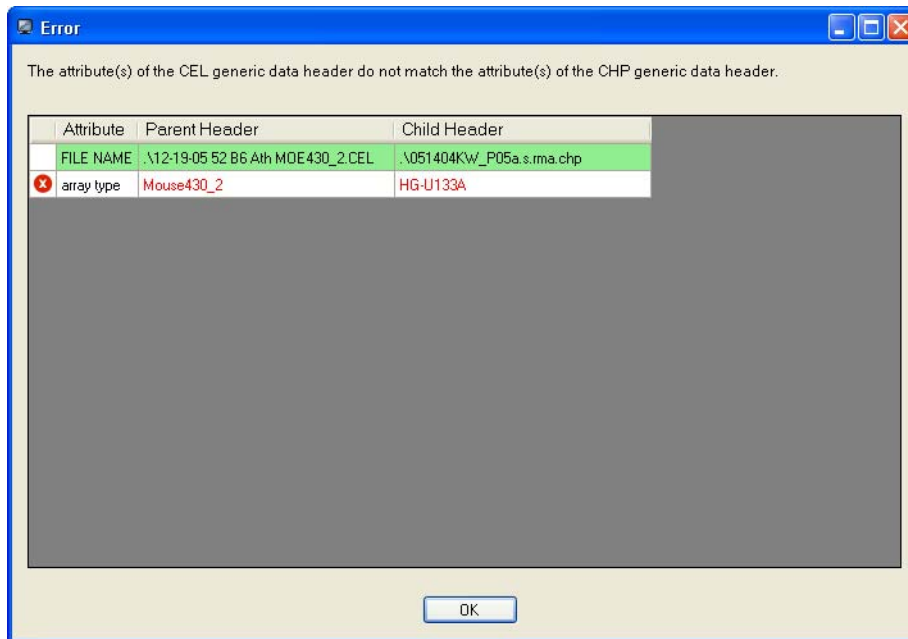 Error
The attribute(s) of the CEL generic data header do not match the attribute(s) of the CHP generic data header.
Attribute Parent Header Child Header
FILE NAME .\12-19-05 52 B6 Ath MOE430_2.CEL .\051404KW_P05a.s.rma.chp
array type Mouse430_2 HG-U133A
OK